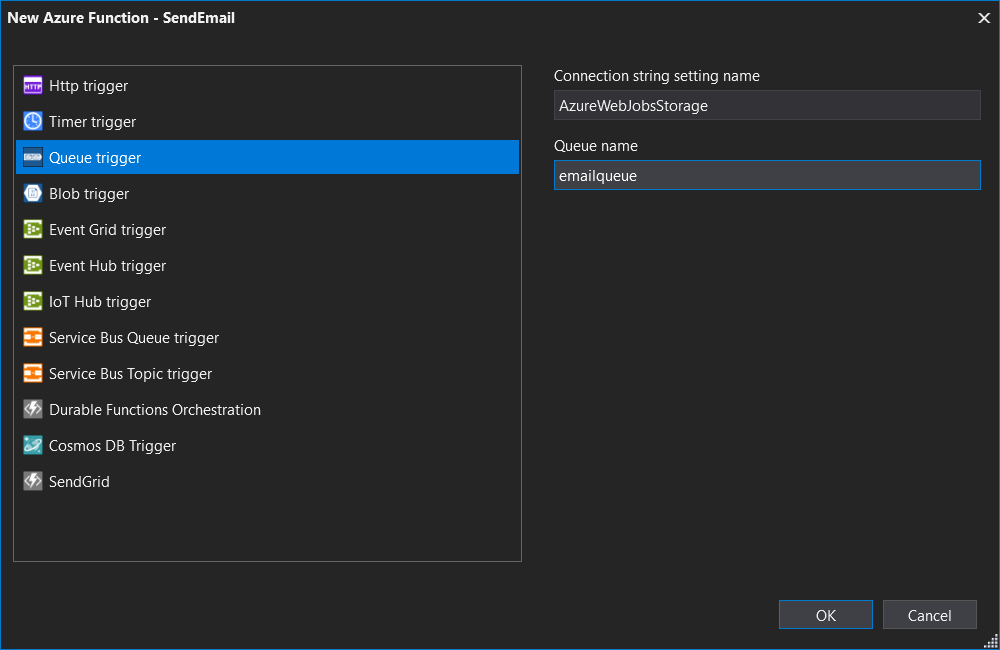 New Azure Function - SendEmail
HTTP Http trigger
Timer trigger
Queue trigger
Blob trigger
Event Grid trigger
Event Hub trigger
IoT Hub trigger
Service Bus Queue trigger
Service Bus Topic trigger
Durable Functions Orchestration
Cosmos DB Trigger
SendGrid
Connection string setting name
AzureWebJobsStorage
Queue name
emailqueue
OK
Cancel